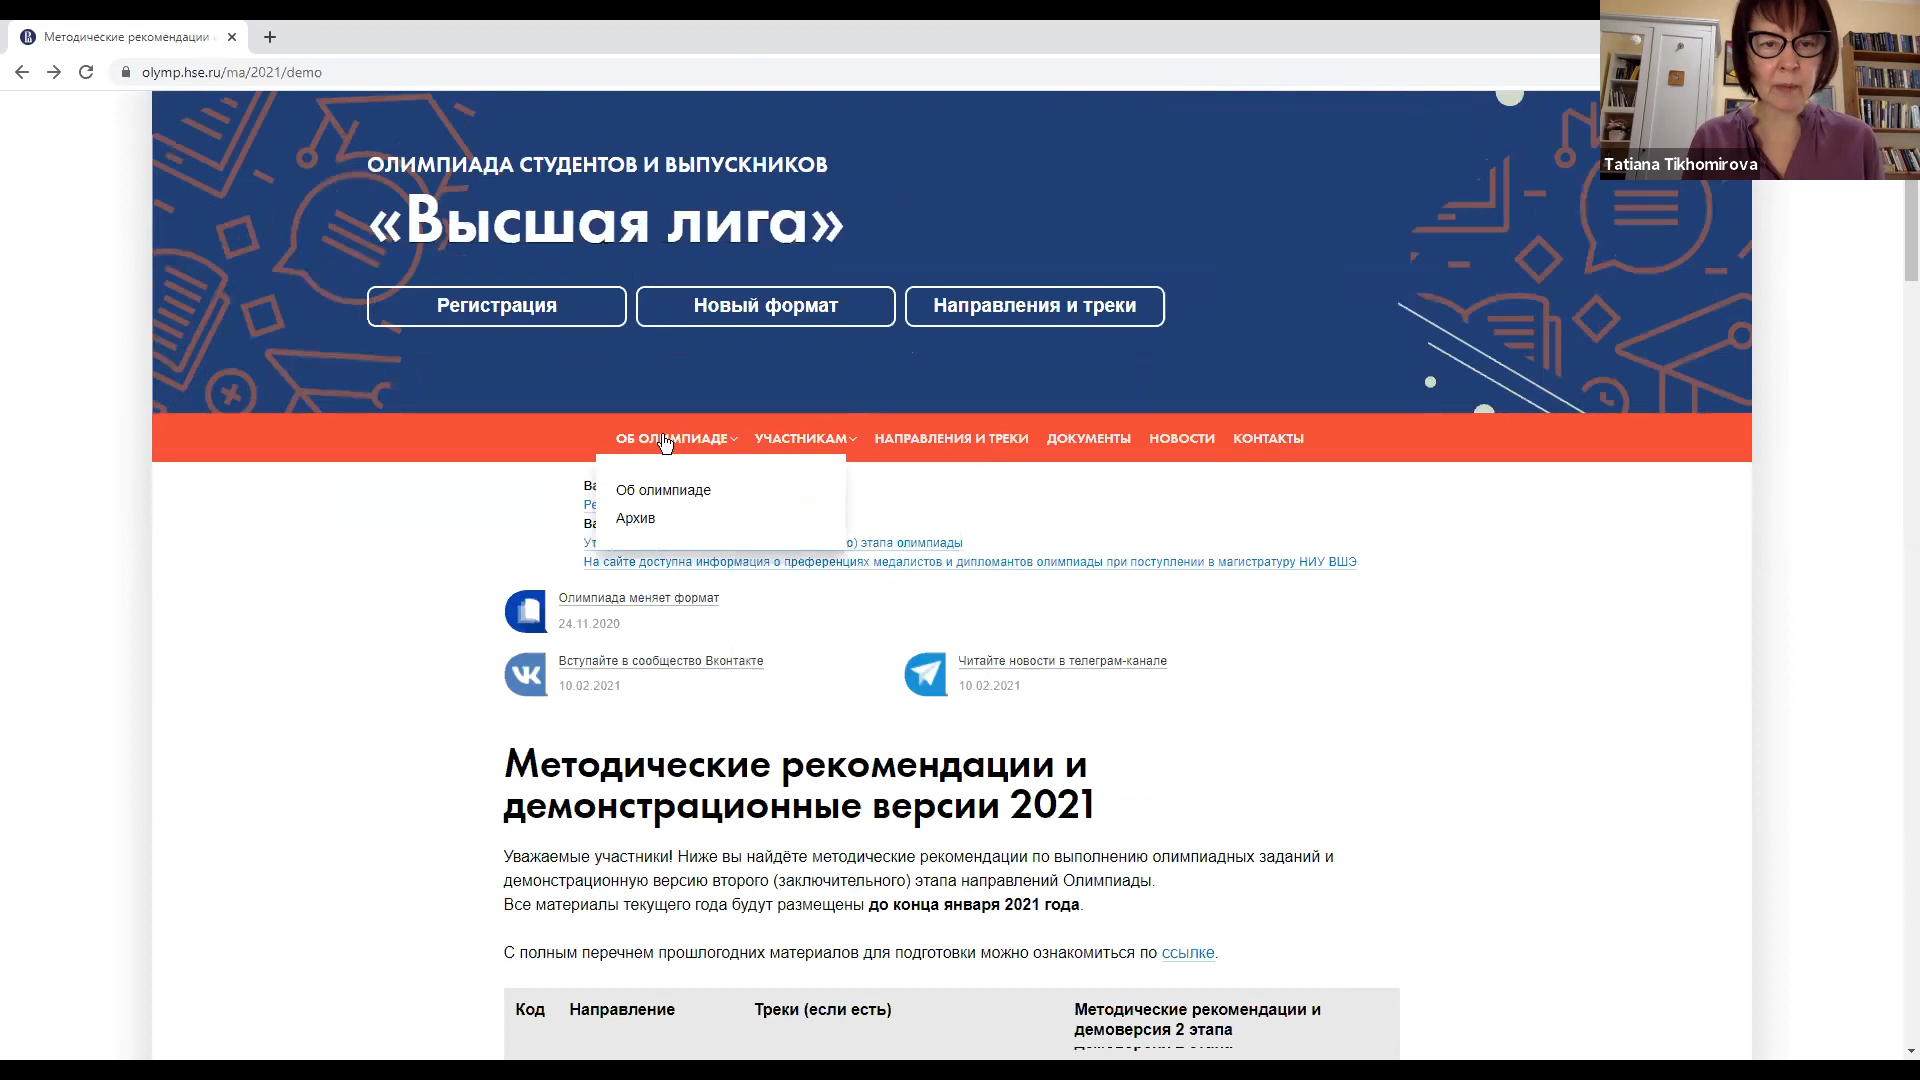 Методические рекомендации
olymp.hse.ru/ma/2021/demo
Tatiana Tikhomirova
ОЛИМПИАДА СТУДЕНТОВ И ВЫПУСКНИКОВ
«Высшая лига»
Регистрация
Новый формат
Направления и треки
ОБ ОЛИМПИАДЕ
УЧАСТНИКАМ
НАПРАВЛЕНИЯ И ТРЕКИ
ДОКУМЕНТЫ
НОВОСТИ
КОНТАКТЫ
Об олимпиаде
Архив
этапа олимпиады
На сайте доступна информация о преференциях медалистов и дипломантов олимпиады при поступлении в магистратуру НИУ ВШЭ
Олимпиада меняет формат
24.11.2020
Вступайте в сообщество Вконтакте
10.02.2021
Читайте новости в телеграм-канале
10.02.2021
Методические рекомендации и
демонстрационные версии 2021
Уважаемые участники! Ниже вы найдёте методические рекомендации по выполнению олимпиадных заданий и
демонстрационную версию второго (заключительного) этапа направлений Олимпиады.
Все материалы текущего года будут размещены до конца января 2021 года.
С полным перечнем прошлогодних материалов для подготовки можно ознакомиться по ссылке.
Код
Направление
Треки (если есть)
Методические рекомендации и
демоверсия 2 этапа